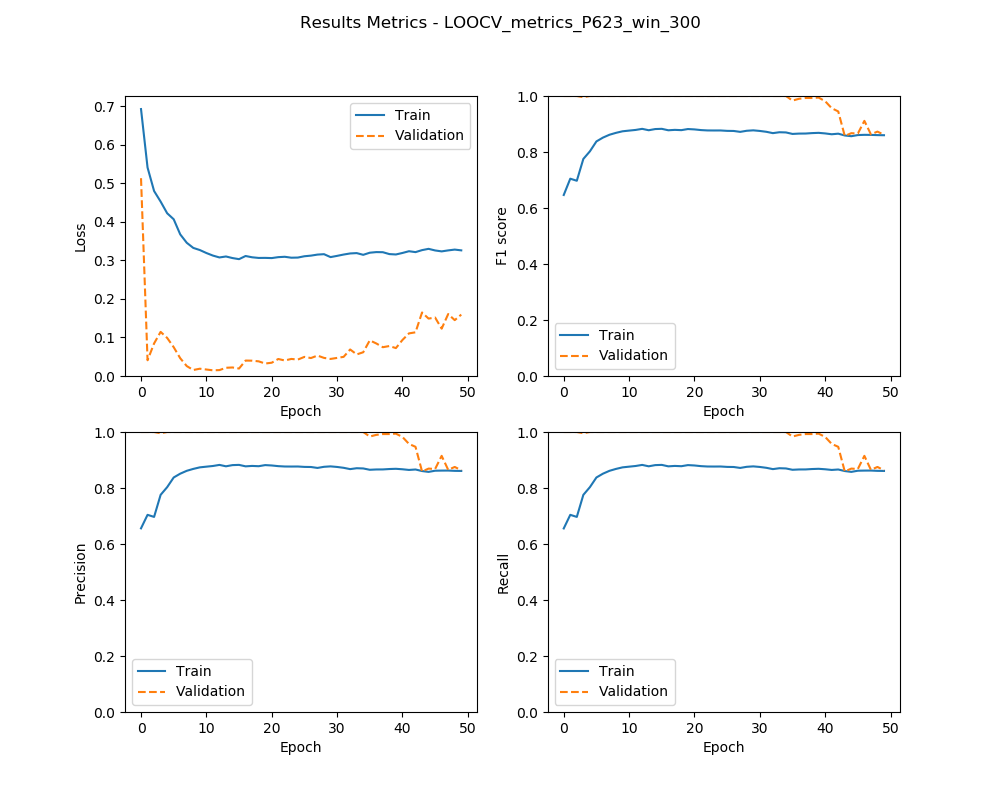 Results Metrics - LOOCV_metrics_P623_win_300
0.7
0.6
0.5
0.4
0.3
0.2
0.1
0.0
Loss
Train
Validation
0 10 20 30 40 50
Epoch
1.0
0.8
0.6
0.4
0.2
0.0
F1 score
Train
Validation
0 10 20 30 40 50
Epoch
1.0
0.8
0.6
0.4
0.2
0.0
Precision
Train
Validation
0 10 20 30 40 50
Epoch
1.0
0.8
0.6
0.4
0.2
0.0
Recall
Train
Validation
0 10 20 30 40 50
Epoch